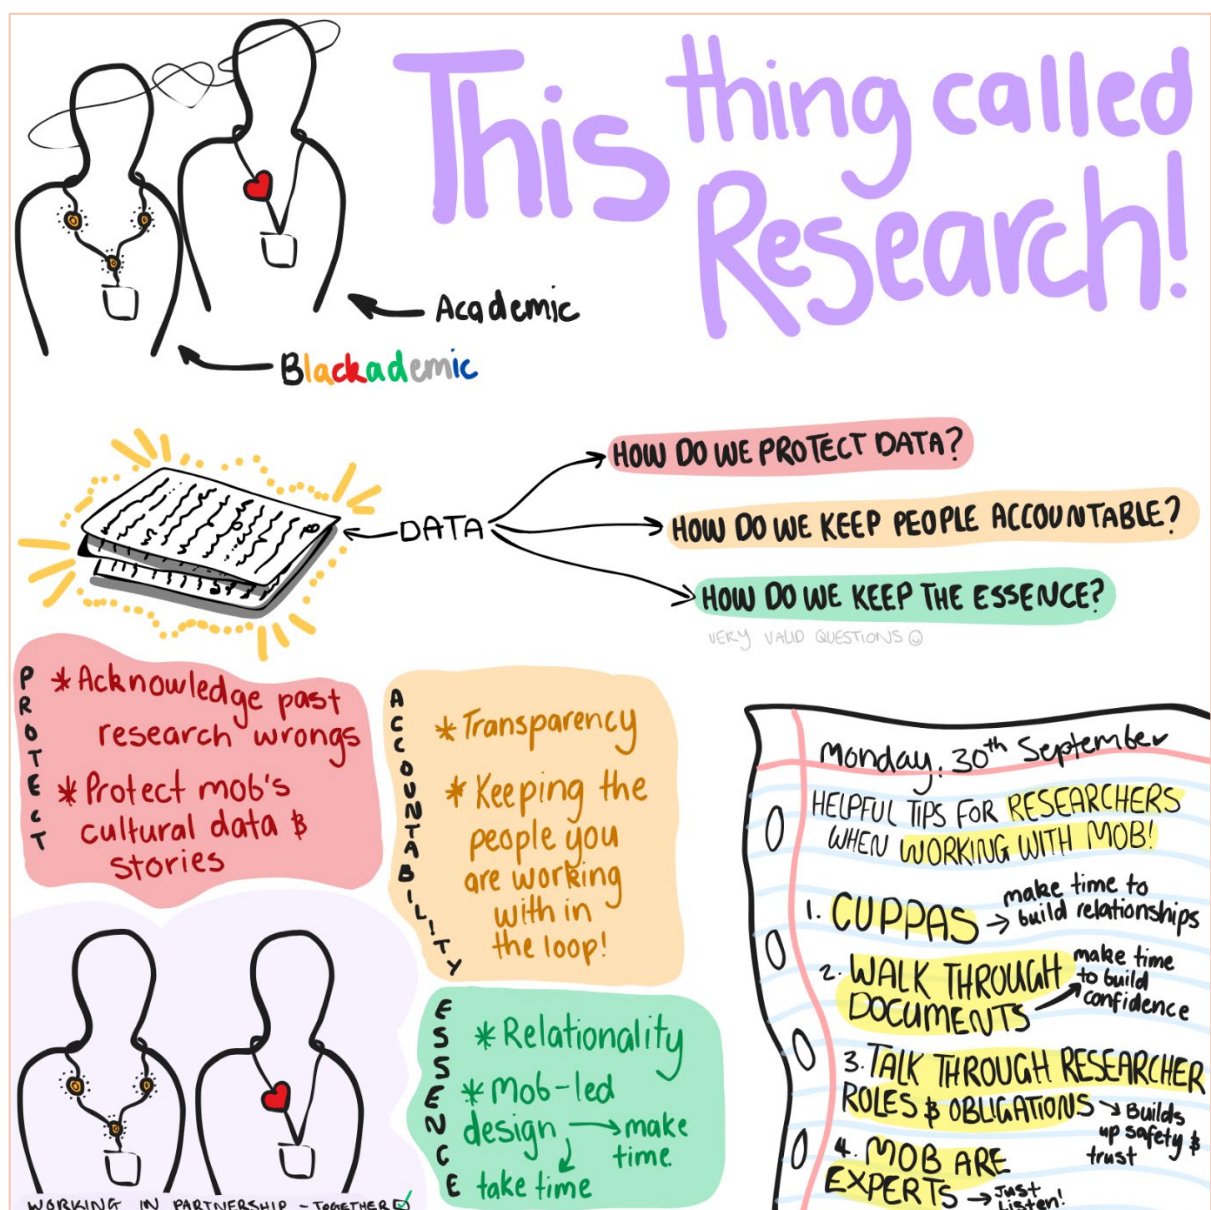 This thing called
Research!
Academic
Blackademic
DATA
HOW DO WE PROTECT DATA?
HOW DO WE KEEP PEOPLE ACCOUNTABLE?
HOW DO WE KEEP THE ESSENCE?
VERY VALID QUESTIONS ☺
PROTECT
* Acknowledge past
research wrongs
* Protect mob's
cultural data &
stories
ACCOUNTABILITY
* Transparency
* Keeping the
people you
are working
with in
the loop!
ESSENCE
* Relationality
* Mob-led
design → make
time
take time
WORKING IN PARTNERSHIP - TOGETHER
Monday, 30th September
HELPFUL TIPS FOR RESEARCHERS
WHEN WORKING WITH MOB!
1. CUPPAS → make time to
build relationships
2. WALK THROUGH
DOCUMENTS
make time
to build
confidence
3. TALK THROUGH RESEARCHER
ROLES & OBLIGATIONS → Builds
up safety &
trust
4. MOB ARE
EXPERTS → Just
Listen!